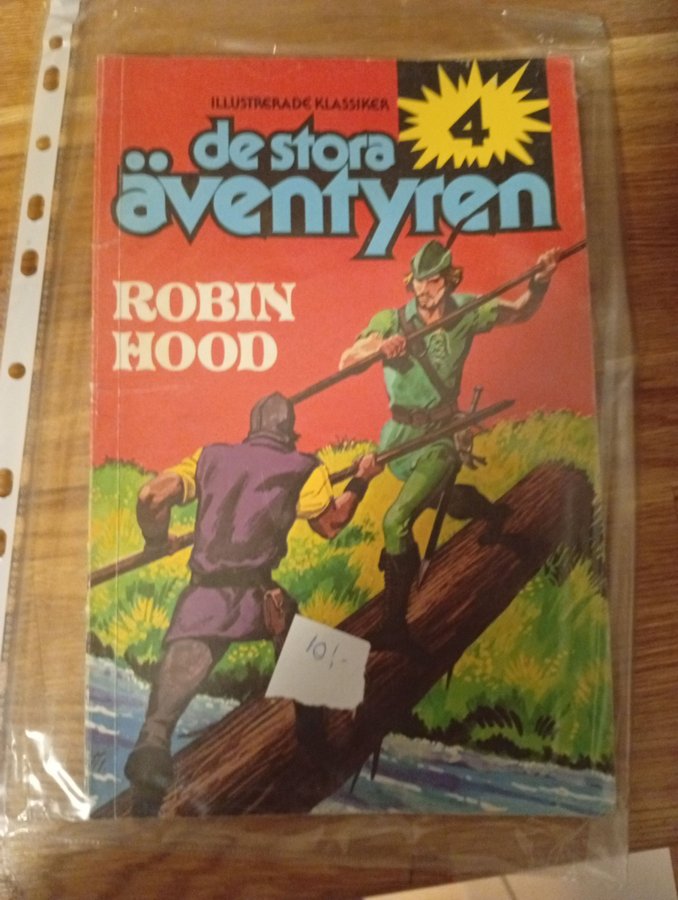 ILLUSTRERADE KLASSIKER
4
de stora
äventyren
ROBIN
HOOD
10:-